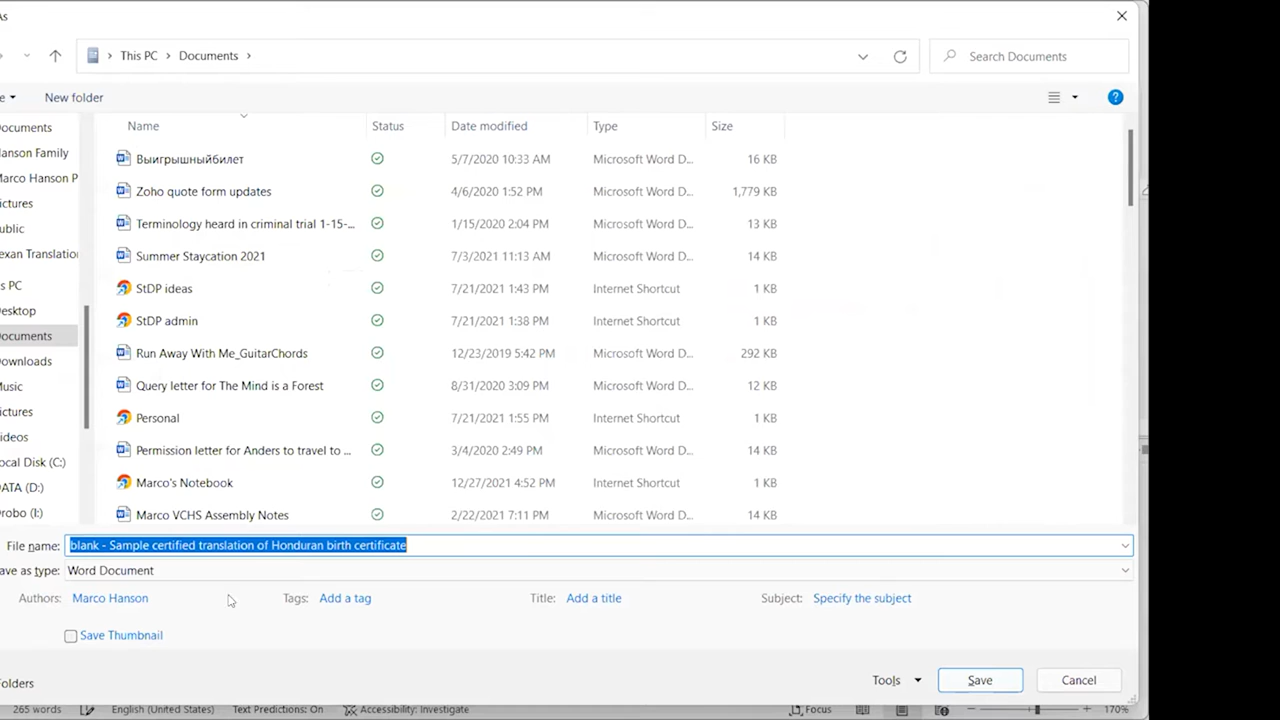 As
This PC > Documents >
Search Documents
New folder
Name Status Date modified Type Size
ocuments
anson Family
arco Hanson P
ictures
ublic
exan Translation
s PC
esktop
ocuments
ownloads
Music
ictures
ideos
ocal Disk (C:)
ATA (D:)
robo (I:)
Выигрышныйбилет 5/7/2020 10:33 AM Microsoft Word D... 16 KB
Zoho quote form updates 4/6/2020 1:52 PM Microsoft Word D... 1,779 KB
Terminology heard in criminal trial 1-15-... 1/15/2020 2:04 PM Microsoft Word D... 13 KB
Summer Staycation 2021 7/3/2021 11:13 AM Microsoft Word D... 14 KB
StDP ideas 7/21/2021 1:43 PM Internet Shortcut 1 KB
StDP admin 7/21/2021 1:38 PM Internet Shortcut 1 KB
Run Away With Me_GuitarChords 12/23/2019 5:42 PM Microsoft Word D... 292 KB
Query letter for The Mind is a Forest 8/31/2020 3:09 PM Microsoft Word D... 12 KB
Personal 7/21/2021 1:55 PM Internet Shortcut 1 KB
Permission letter for Anders to travel to ... 3/4/2020 2:49 PM Microsoft Word D... 14 KB
Marco's Notebook 12/27/2021 4:52 PM Internet Shortcut 1 KB
Marco VCHS Assembly Notes 2/22/2021 7:11 PM Microsoft Word D... 14 KB
File name: blank - Sample certified translation of Honduran birth certificate
ave as type: Word Document
Authors: Marco Hanson Tags: Add a tag Title: Add a title Subject: Specify the subject
Save Thumbnail
olders
Tools Save Cancel
265 words English (United States) Text Predictions: On Accessibility: Investigate Focus 170%